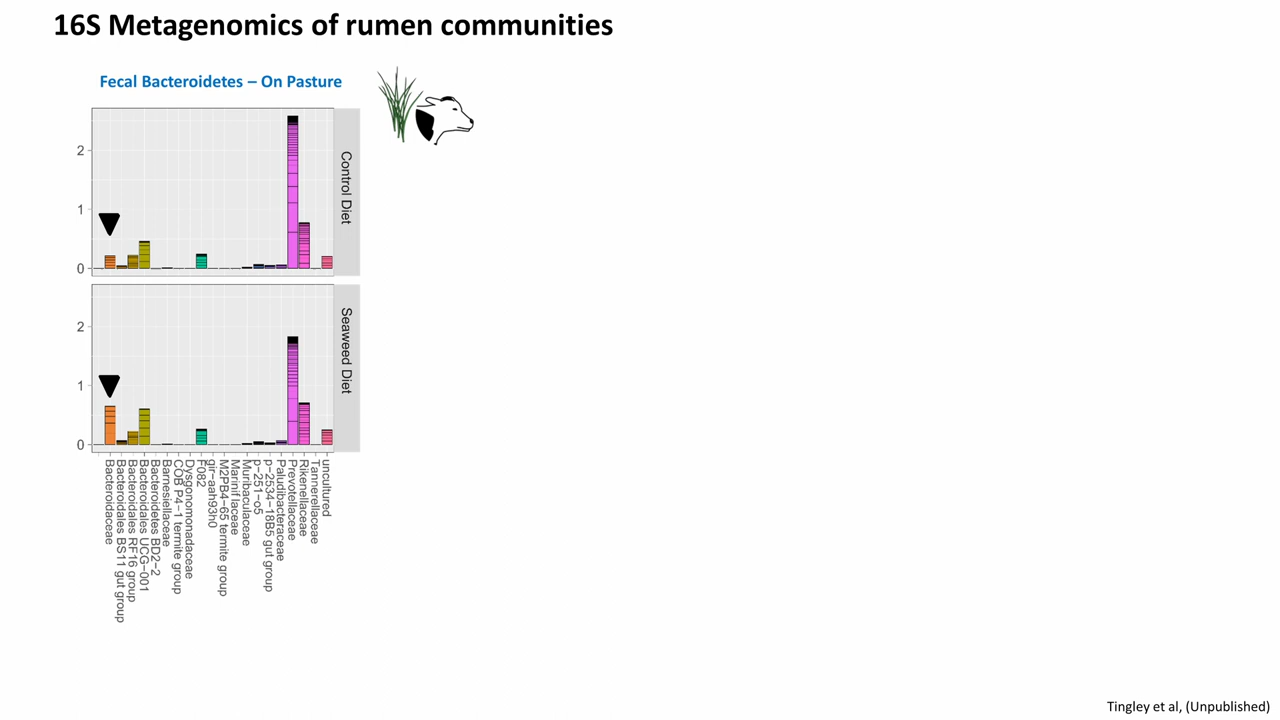 16S Metagenomics of rumen communities
Fecal Bacteroidetes – On Pasture
2
1
0
Control Diet
2
1
0
Seaweed Diet
Bacteroidaceae
Bacteroidales BS11 gut group
Bacteroidales RF16 group
Bacteroidales UCG−001
Bacteroidetes BD2−2
Barnesiellaceae
COB P4−1 termite group
Dysgonomonadaceae
F082
gir−aah93h0
M2PB4−65 termite group
Marinifilaceae
Muribaculaceae
p−251−o5
p−2534−18B5 gut group
Paludibacteraceae
Prevotellaceae
Rikenellaceae
Tannerellaceae
uncultured
Tingley et al, (Unpublished)